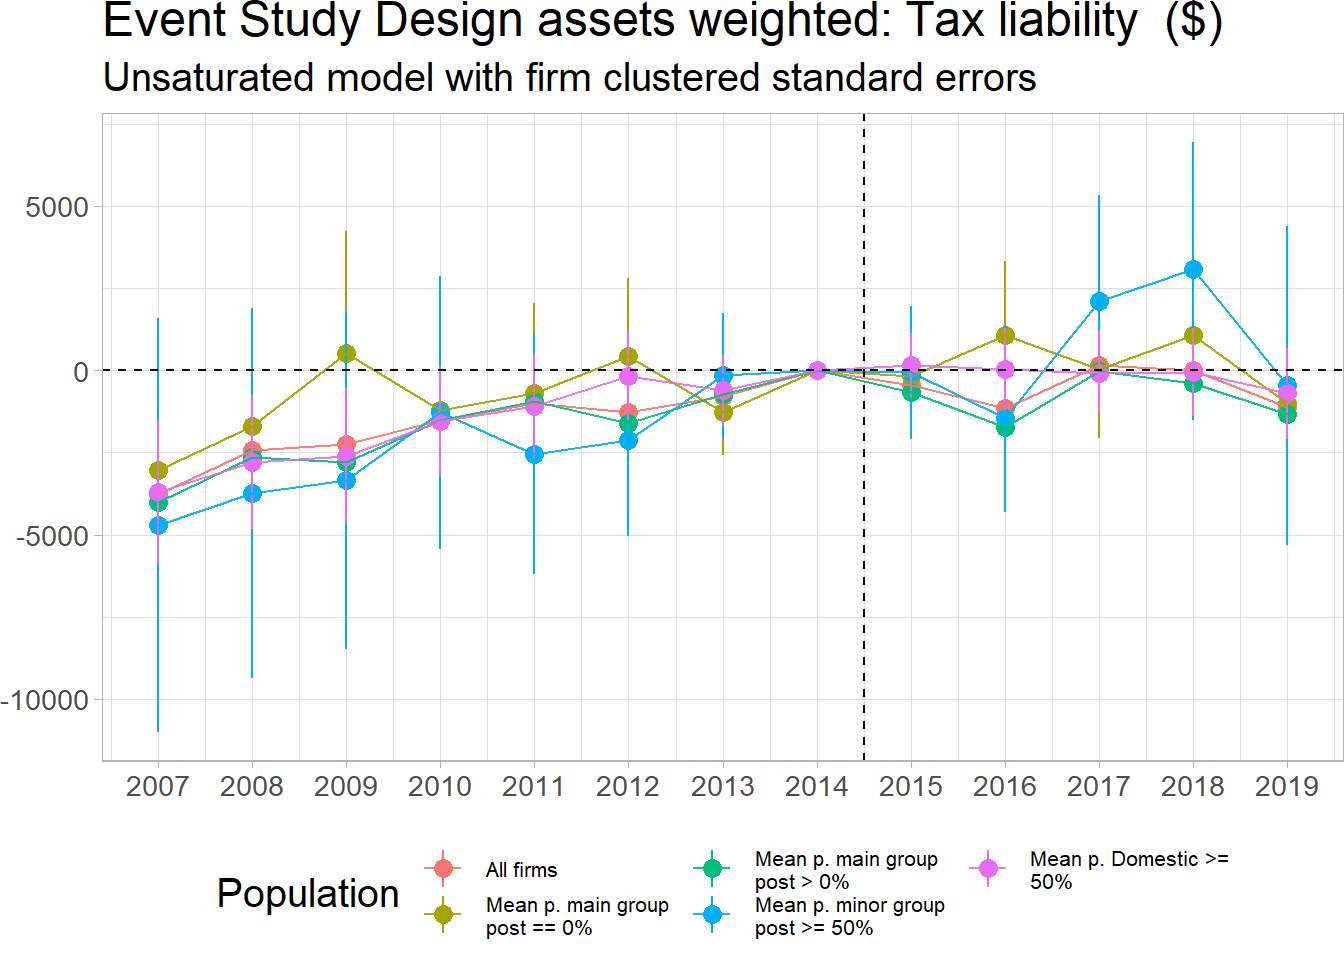 Event Study Design assets weighted: Tax liability  ($)
Unsaturated model with firm clustered standard errors
5000
0
-5000
-10000
2007 2008 2009 2010 2011 2012 2013 2014 2015 2016 2017 2018 2019
Population
All firms
Mean p. main group
post == 0%
Mean p. main group
post > 0%
Mean p. minor group
post >= 50%
Mean p. Domestic >=
50%